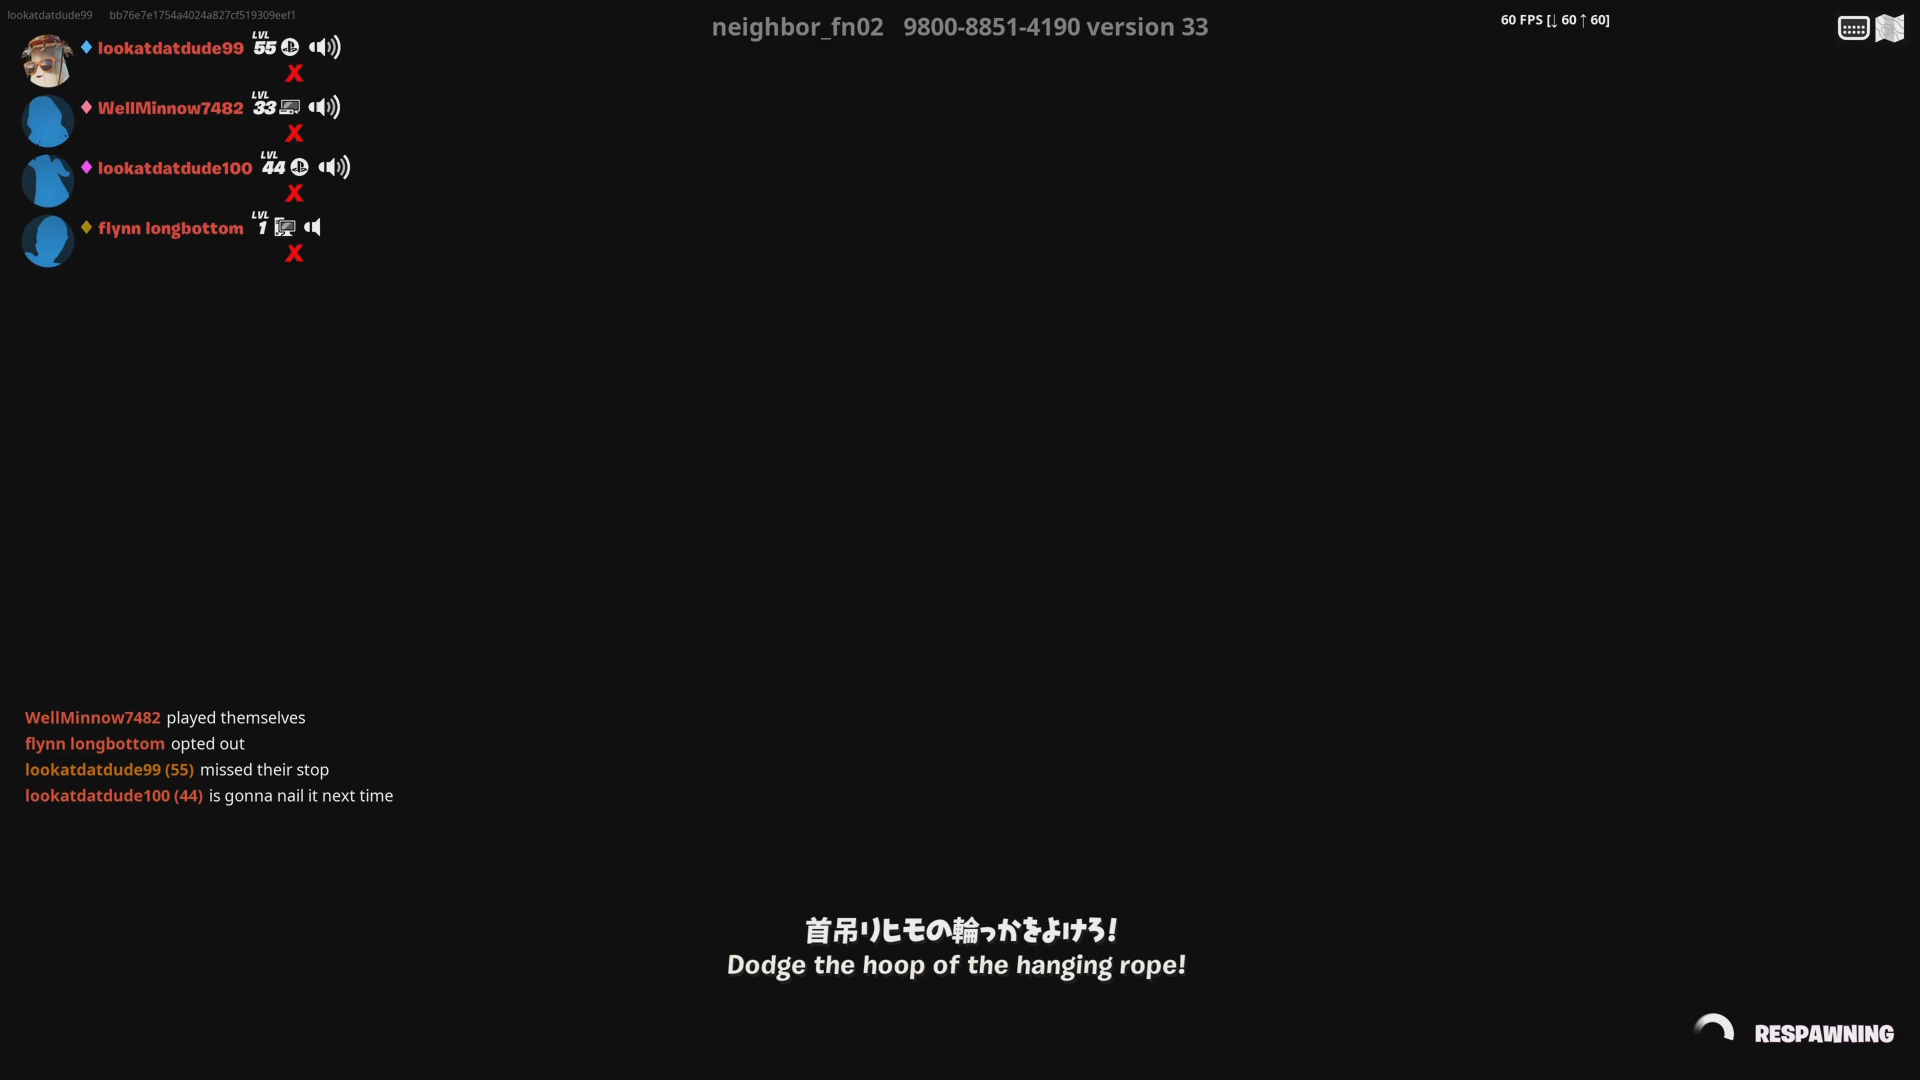 lookatdatdude99 bb76e7e1754a4024a827cf519309eef1
neighbor_fn02 9800-8851-4190 version 33
60 FPS [↓ 60 ↑ 60]
lookatdatdude99 LVL 55
X
WellMinnow7482 LVL 33
X
lookatdatdude100 LVL 44
X
flynn longbottom LVL 1
X
WellMinnow7482 played themselves
flynn longbottom opted out
lookatdatdude99 (55) missed their stop
lookatdatdude100 (44) is gonna nail it next time
首吊りヒモの輪っかをよけろ!
Dodge the hoop of the hanging rope!
RESPAWNING